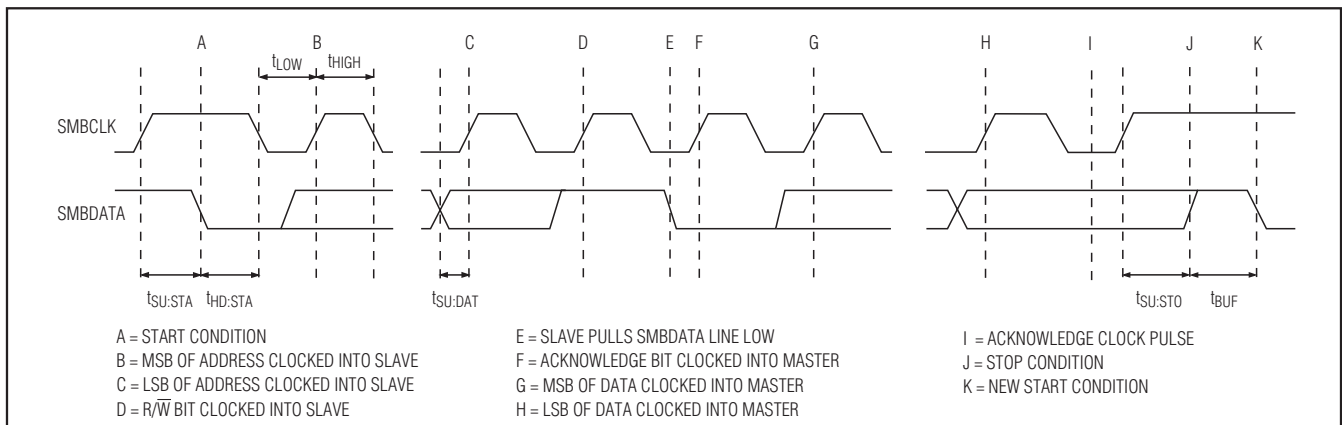 A B C D E F G H I J K
tLOW tHIGH
SMBCLK
SMBDATA
tSU:STA tHD:STA tSU:DAT tSU:STO tBUF
A = START CONDITION
B = MSB OF ADDRESS CLOCKED INTO SLAVE
C = LSB OF ADDRESS CLOCKED INTO SLAVE
D = R/W̅ BIT CLOCKED INTO SLAVE
E = SLAVE PULLS SMBDATA LINE LOW
F = ACKNOWLEDGE BIT CLOCKED INTO MASTER
G = MSB OF DATA CLOCKED INTO MASTER
H = LSB OF DATA CLOCKED INTO MASTER
I = ACKNOWLEDGE CLOCK PULSE
J = STOP CONDITION
K = NEW START CONDITION